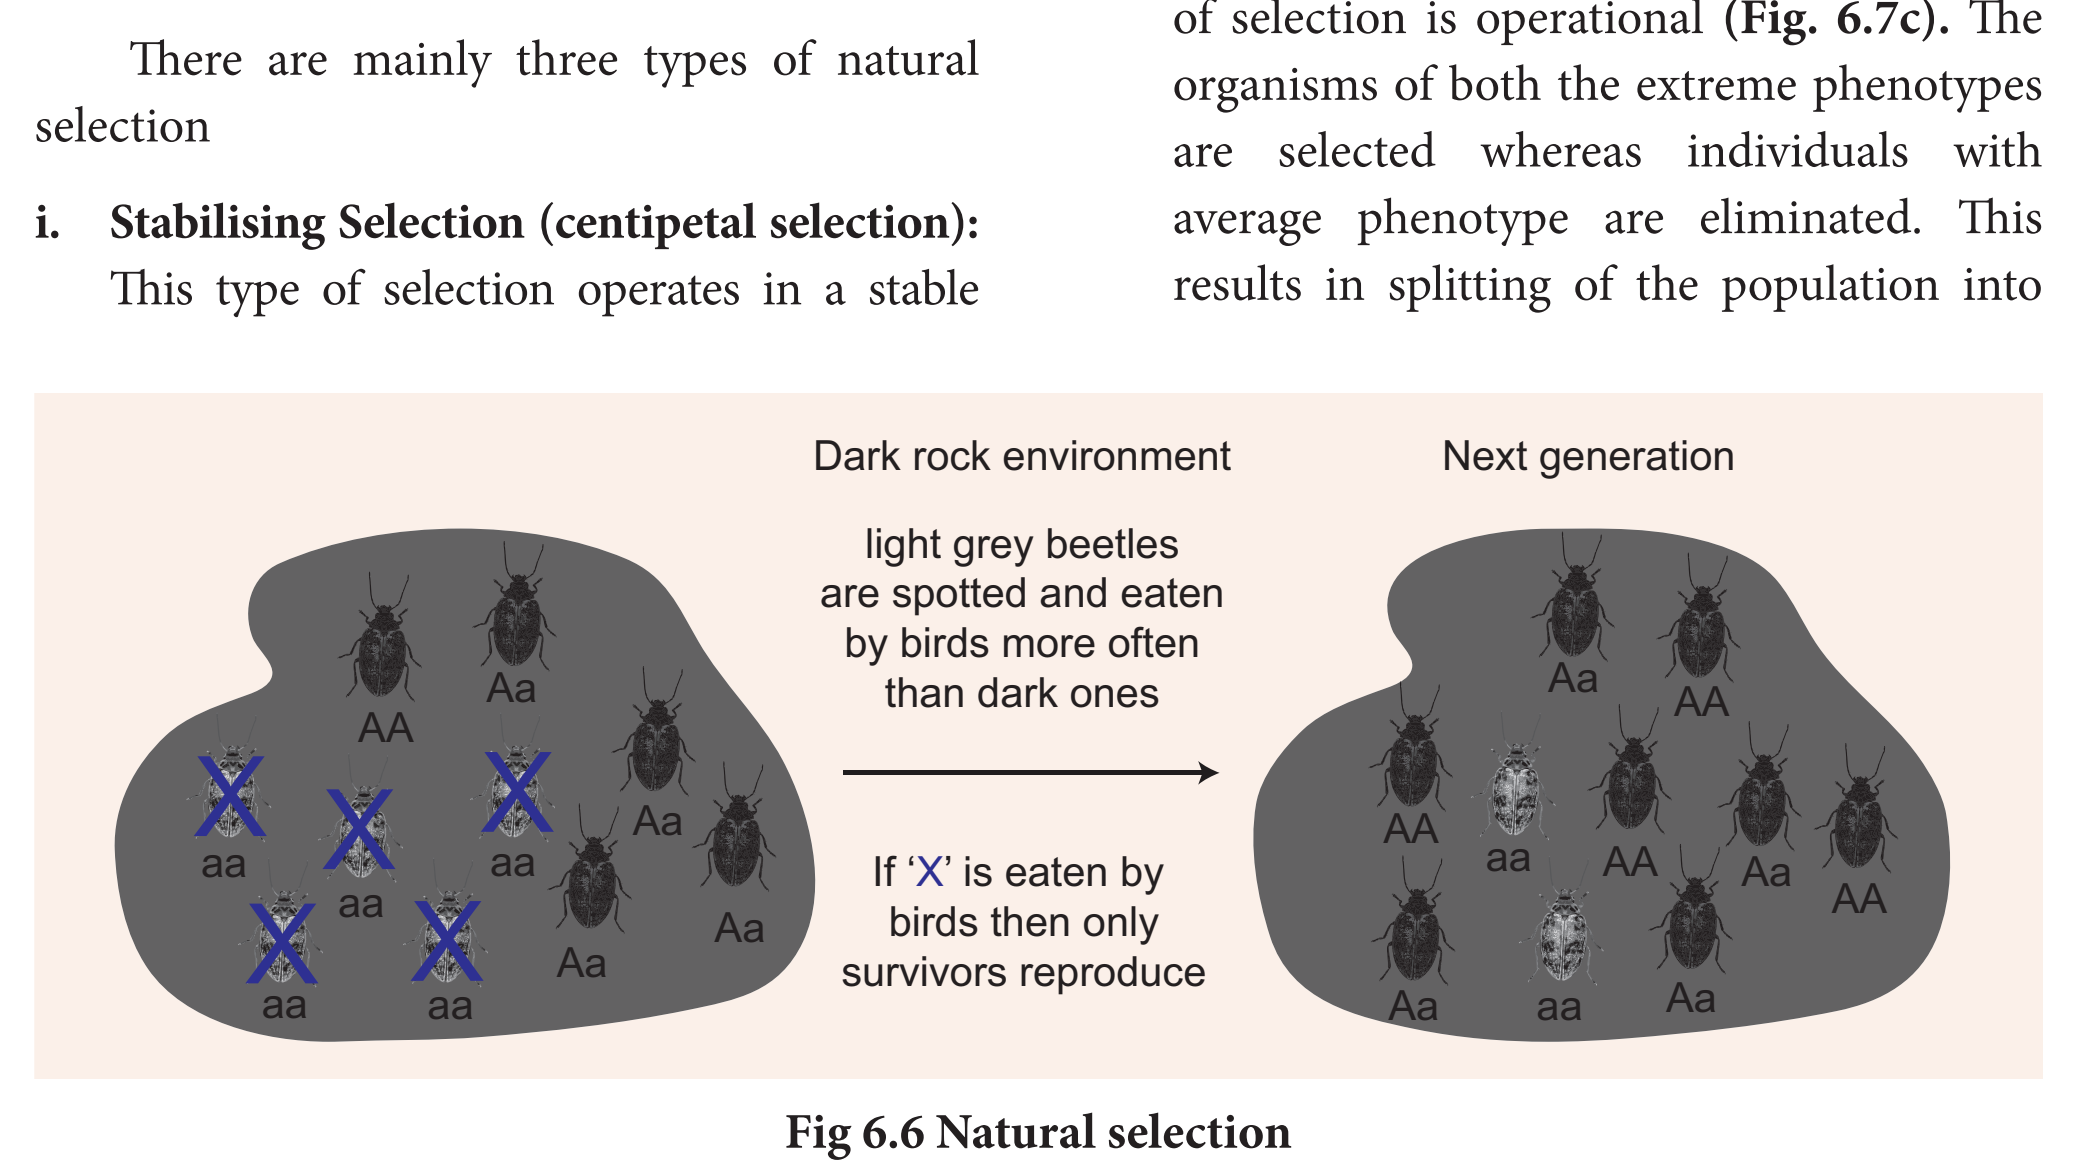 There are mainly three types of natural
selection
i. Stabilising Selection (centipetal selection):
This type of selection operates in a stable
of selection is operational (Fig. 6.7c). The
organisms of both the extreme phenotypes
are selected whereas individuals with
average phenotype are eliminated. This
results in splitting of the population into
Dark rock environment
light grey beetles
are spotted and eaten
by birds more often
than dark ones
If ‘X’ is eaten by
birds then only
survivors reproduce
Next generation
Aa
AA
X
X
X
Aa
aa
aa
aa
X
X
Aa
Aa
aa
aa
Aa
AA
AA
aa
AA
Aa
AA
Aa
aa
Aa
Fig 6.6 Natural selection